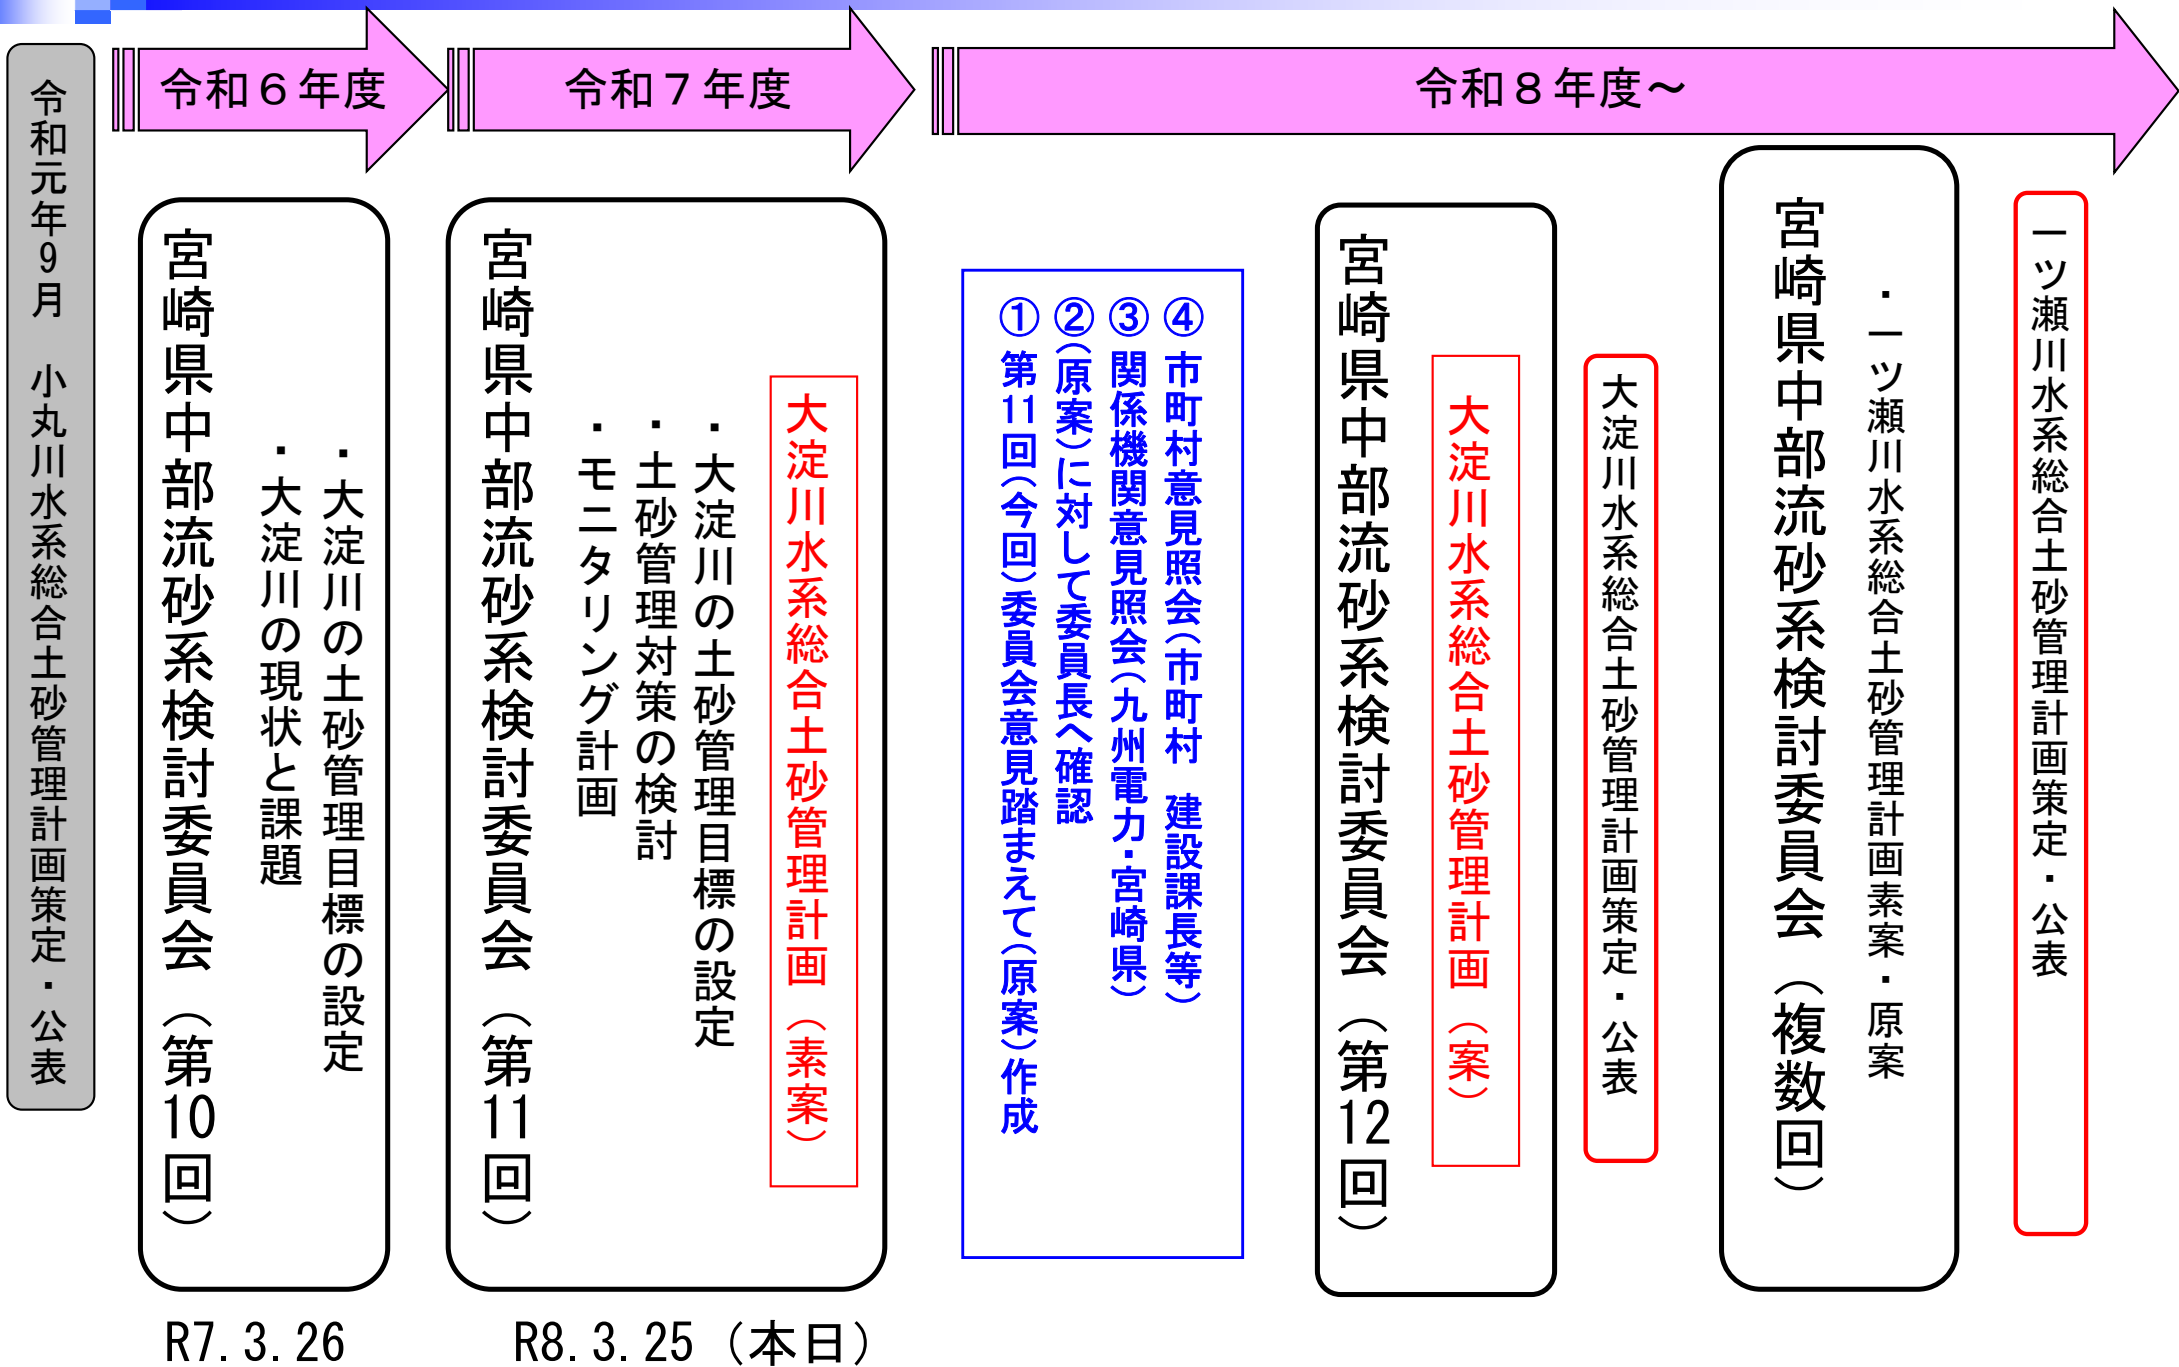 令和６年度
令和７年度
令和８年度～
令和元年9月　小丸川水系総合土砂管理計画策定・公表
宮崎県中部流砂系検討委員会（第10回）
・大淀川の現状と課題
・大淀川の土砂管理目標の設定
R7.3.26
宮崎県中部流砂系検討委員会（第11回）
・モニタリング計画
・土砂管理対策の検討
・大淀川の土砂管理目標の設定
大淀川水系総合土砂管理計画（素案）
R8.3.25（本日）
①第11回（今回）委員会意見踏まえて（原案）作成
②（原案）に対して委員長へ確認
③関係機関意見照会（九州電力・宮崎県）
④市町村意見照会（市町村　建設課長等）
宮崎県中部流砂系検討委員会（第12回）
大淀川水系総合土砂管理計画（案）
大淀川水系総合土砂管理計画策定・公表
宮崎県中部流砂系検討委員会（複数回）
・一ツ瀬川水系総合土砂管理計画素案・原案
一ツ瀬川水系総合土砂管理計画策定・公表